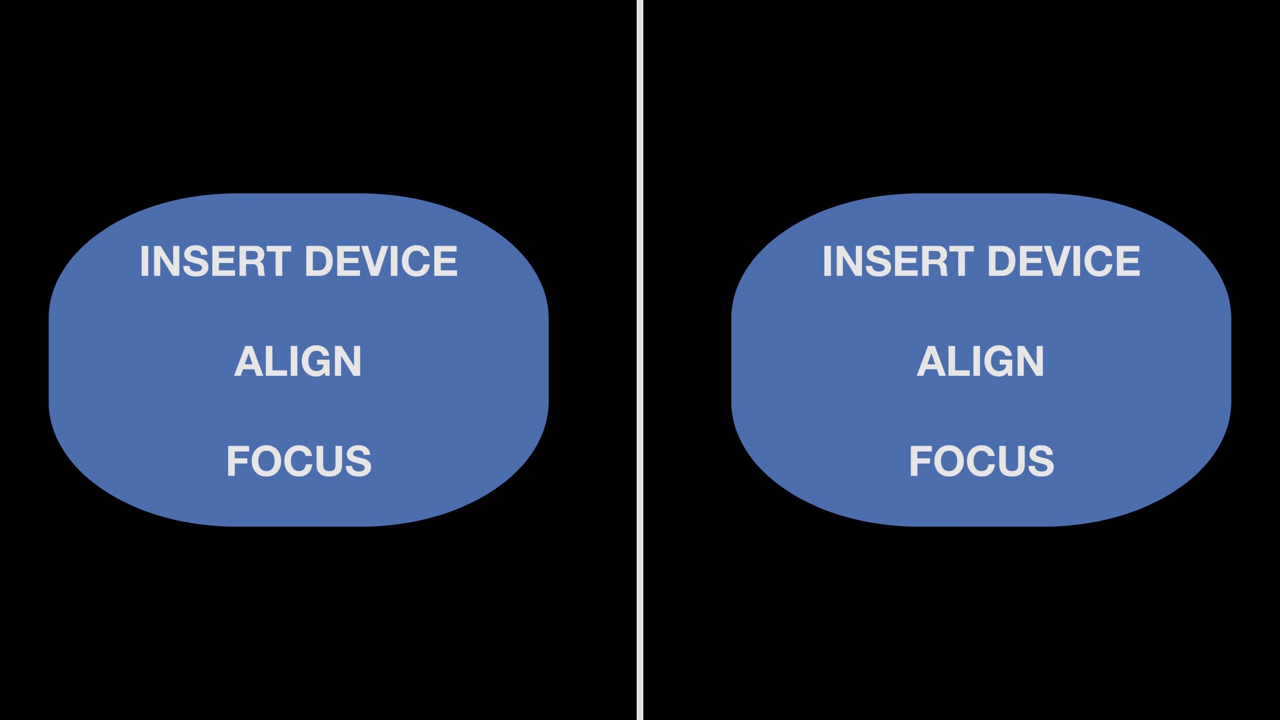 INSERT DEVICE
ALIGN
FOCUS
INSERT DEVICE
ALIGN
FOCUS